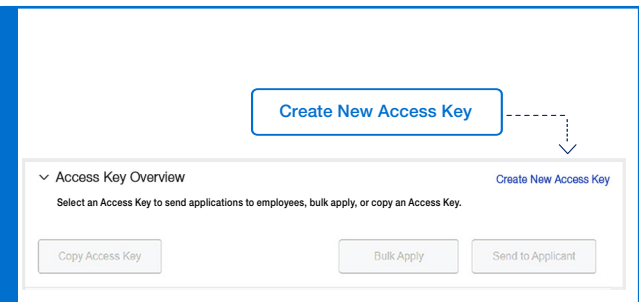 Create New Access Key
Access Key Overview
Create New Access Key
Select an Access Key to send applications to employees, bulk apply, or copy an Access Key.
Copy Access Key
Bulk Apply
Send to Applicant